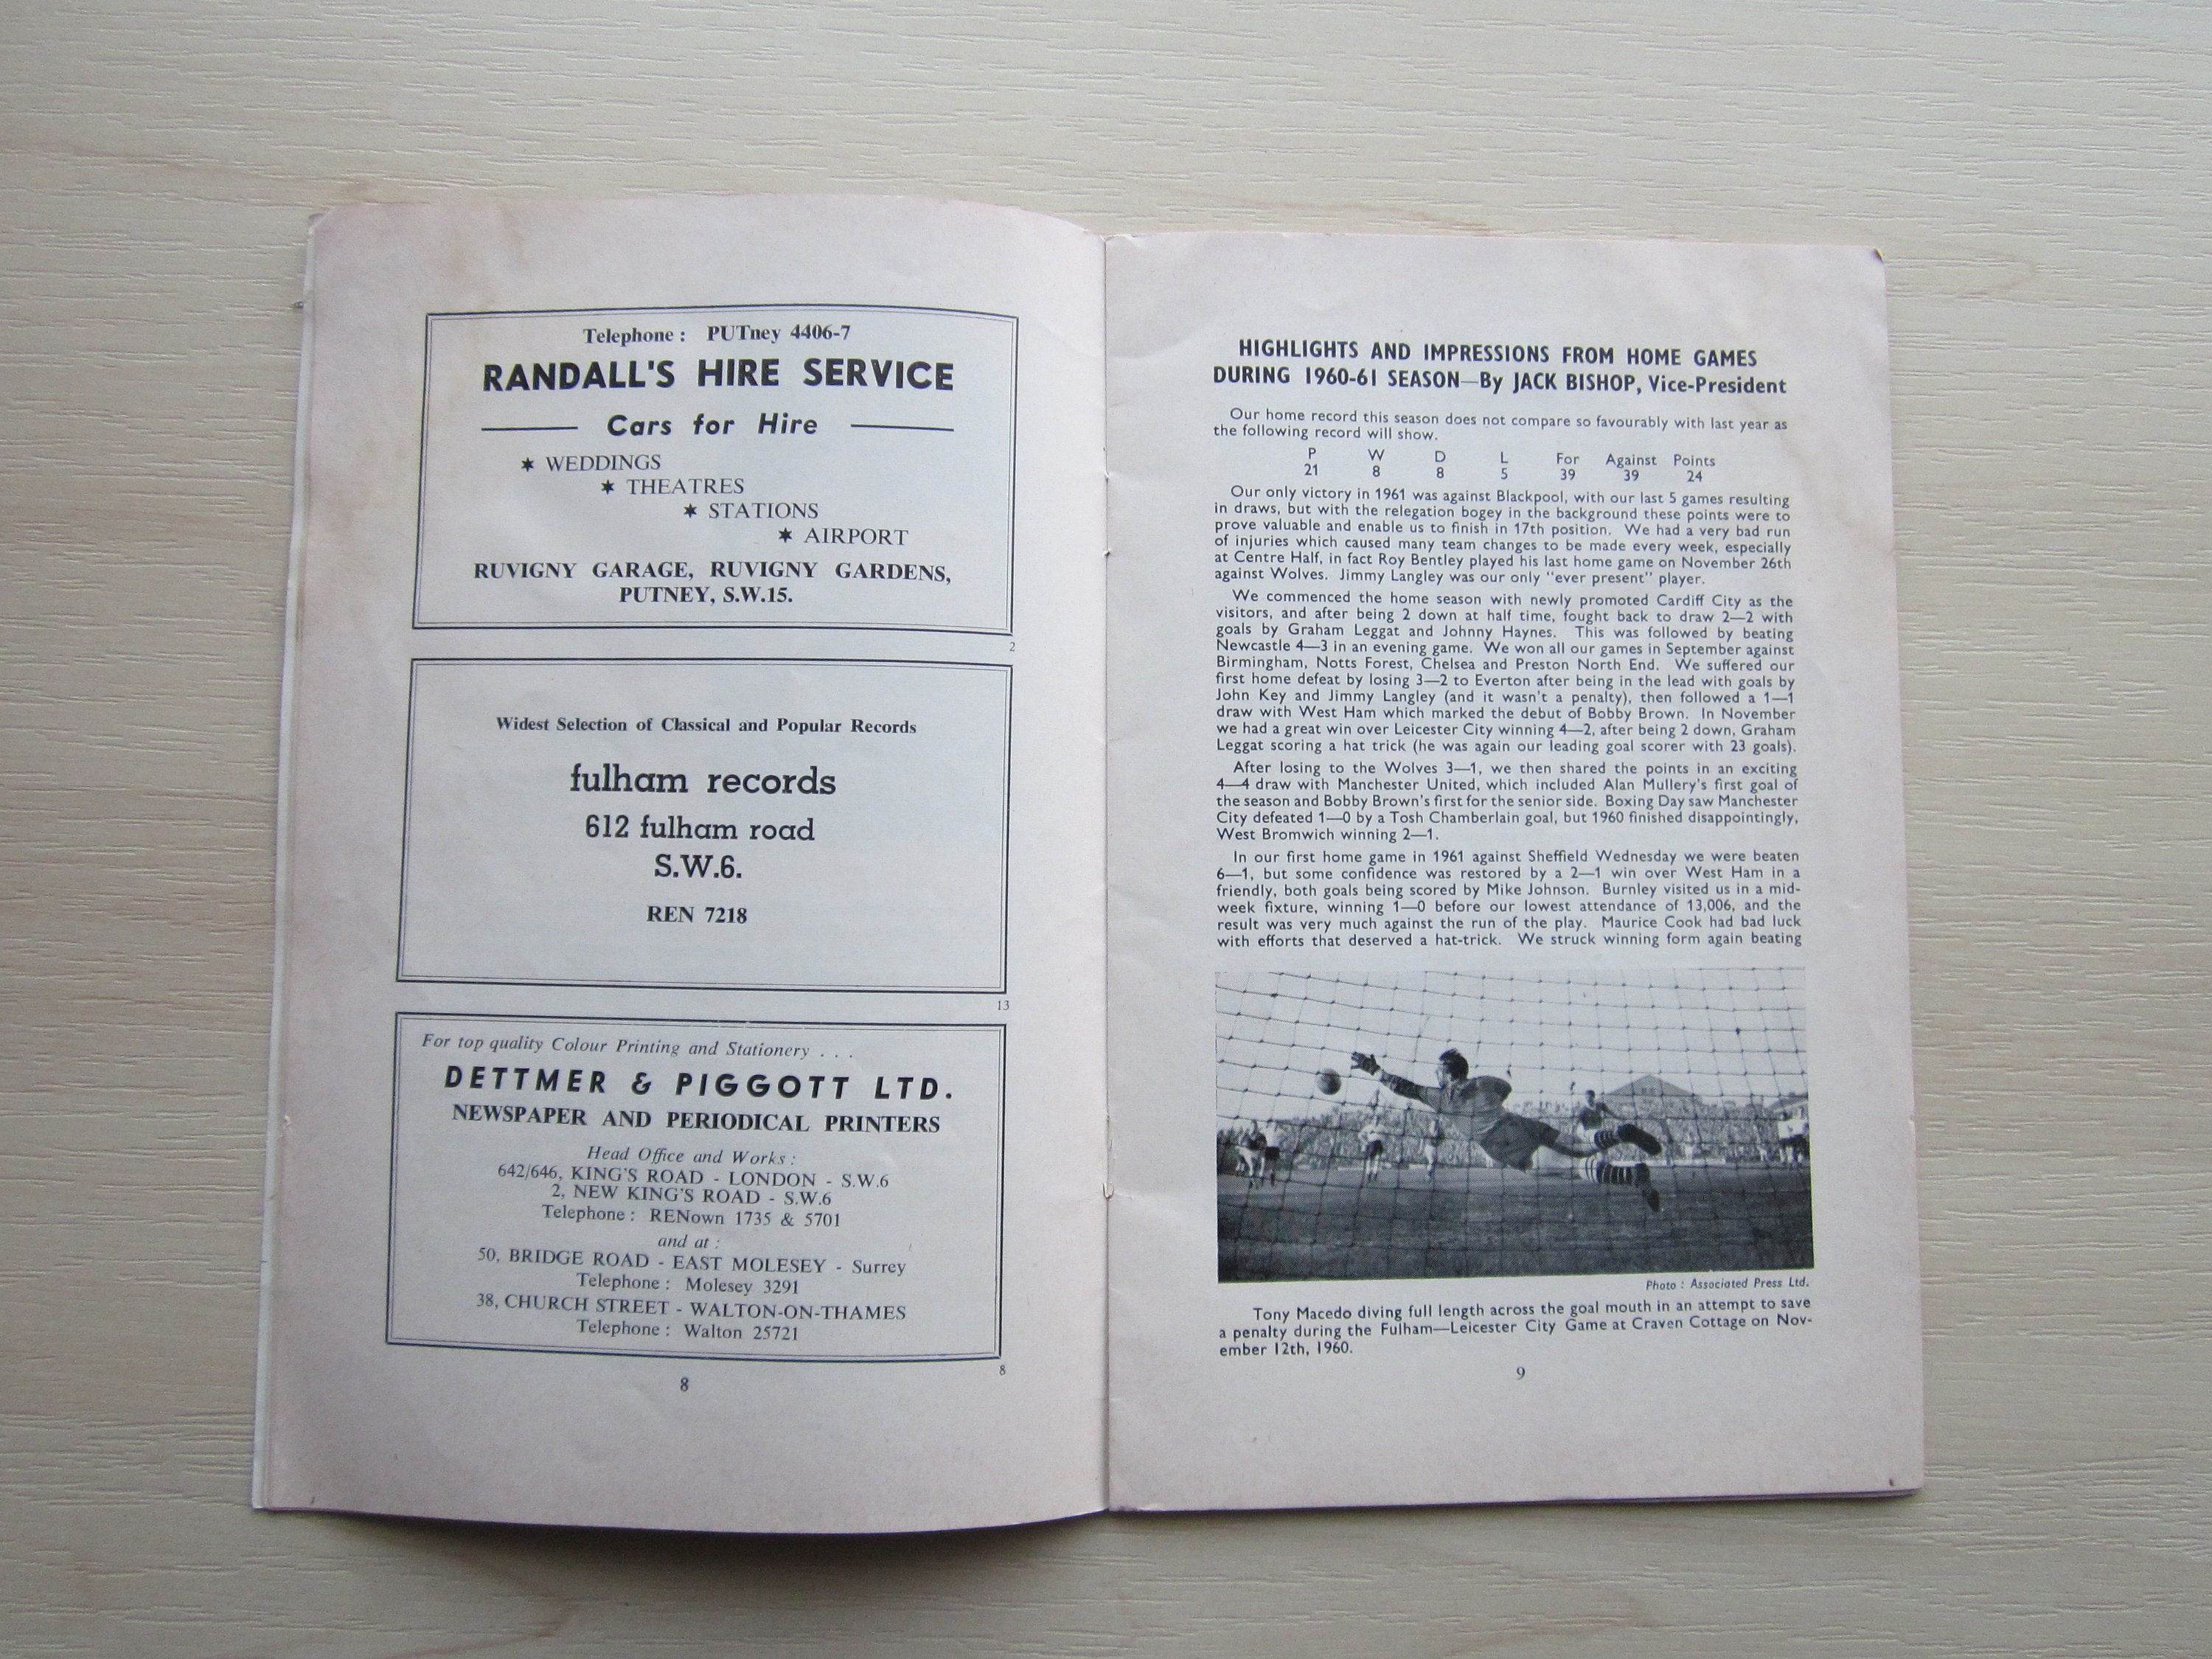 Telephone : PUTney 4406-7
RANDALL'S HIRE SERVICE
Cars for Hire
✶ WEDDINGS
✶ THEATRES
✶ STATIONS
✶ AIRPORT
RUVIGNY GARAGE, RUVIGNY GARDENS,
PUTNEY, S.W.15.
2
Widest Selection of Classical and Popular Records
fulham records
612 fulham road
S.W.6.
REN 7218
13
For top quality Colour Printing and Stationery . . .
DETTMER & PIGGOTT LTD.
NEWSPAPER AND PERIODICAL PRINTERS
Head Office and Works :
642/646, KING'S ROAD - LONDON - S.W.6
2, NEW KING'S ROAD - S.W.6
Telephone : RENown 1735 & 5701
and at :
50, BRIDGE ROAD - EAST MOLESEY - Surrey
Telephone : Molesey 3291
38, CHURCH STREET - WALTON-ON-THAMES
Telephone : Walton 25721
8
8
HIGHLIGHTS AND IMPRESSIONS FROM HOME GAMES
DURING 1960-61 SEASON—By JACK BISHOP, Vice-President
Our home record this season does not compare so favourably with last year as
the following record will show.
P W D L For Against Points
21 8 8 5 39 39 24
Our only victory in 1961 was against Blackpool, with our last 5 games resulting
in draws, but with the relegation bogey in the background these points were to
prove valuable and enable us to finish in 17th position. We had a very bad run
of injuries which caused many team changes to be made every week, especially
at Centre Half, in fact Roy Bentley played his last home game on November 26th
against Wolves. Jimmy Langley was our only "ever present" player.
We commenced the home season with newly promoted Cardiff City as the
visitors, and after being 2 down at half time, fought back to draw 2—2 with
goals by Graham Leggat and Johnny Haynes. This was followed by beating
Newcastle 4—3 in an evening game. We won all our games in September against
Birmingham, Notts Forest, Chelsea and Preston North End. We suffered our
first home defeat by losing 3—2 to Everton after being in the lead with goals by
John Key and Jimmy Langley (and it wasn't a penalty), then followed a 1—1
draw with West Ham which marked the debut of Bobby Brown. In November
we had a great win over Leicester City winning 4—2, after being 2 down, Graham
Leggat scoring a hat trick (he was again our leading goal scorer with 23 goals).
After losing to the Wolves 3—1, we then shared the points in an exciting
4—4 draw with Manchester United, which included Alan Mullery's first goal of
the season and Bobby Brown's first for the senior side. Boxing Day saw Manchester
City defeated 1—0 by a Tosh Chamberlain goal, but 1960 finished disappointingly,
West Bromwich winning 2—1.
In our first home game in 1961 against Sheffield Wednesday we were beaten
6—1, but some confidence was restored by a 2—1 win over West Ham in a
friendly, both goals being scored by Mike Johnson. Burnley visited us in a mid-
week fixture, winning 1—0 before our lowest attendance of 13,006, and the
result was very much against the run of the play. Maurice Cook had bad luck
with efforts that deserved a hat-trick. We struck winning form again beating
Photo : Associated Press Ltd.
Tony Macedo diving full length across the goal mouth in an attempt to save
a penalty during the Fulham—Leicester City Game at Craven Cottage on Nov-
ember 12th, 1960.
9